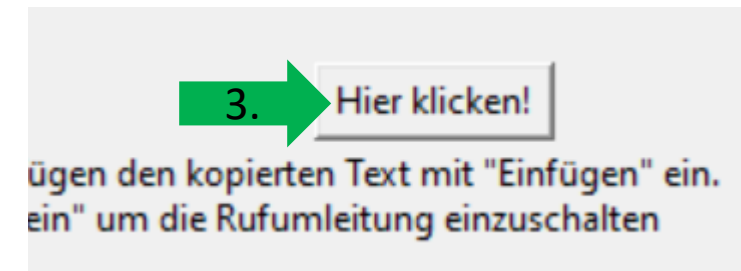 3. Hier klicken!
ügen den kopierten Text mit "Einfügen" ein.
ein" um die Rufumleitung einzuschalten